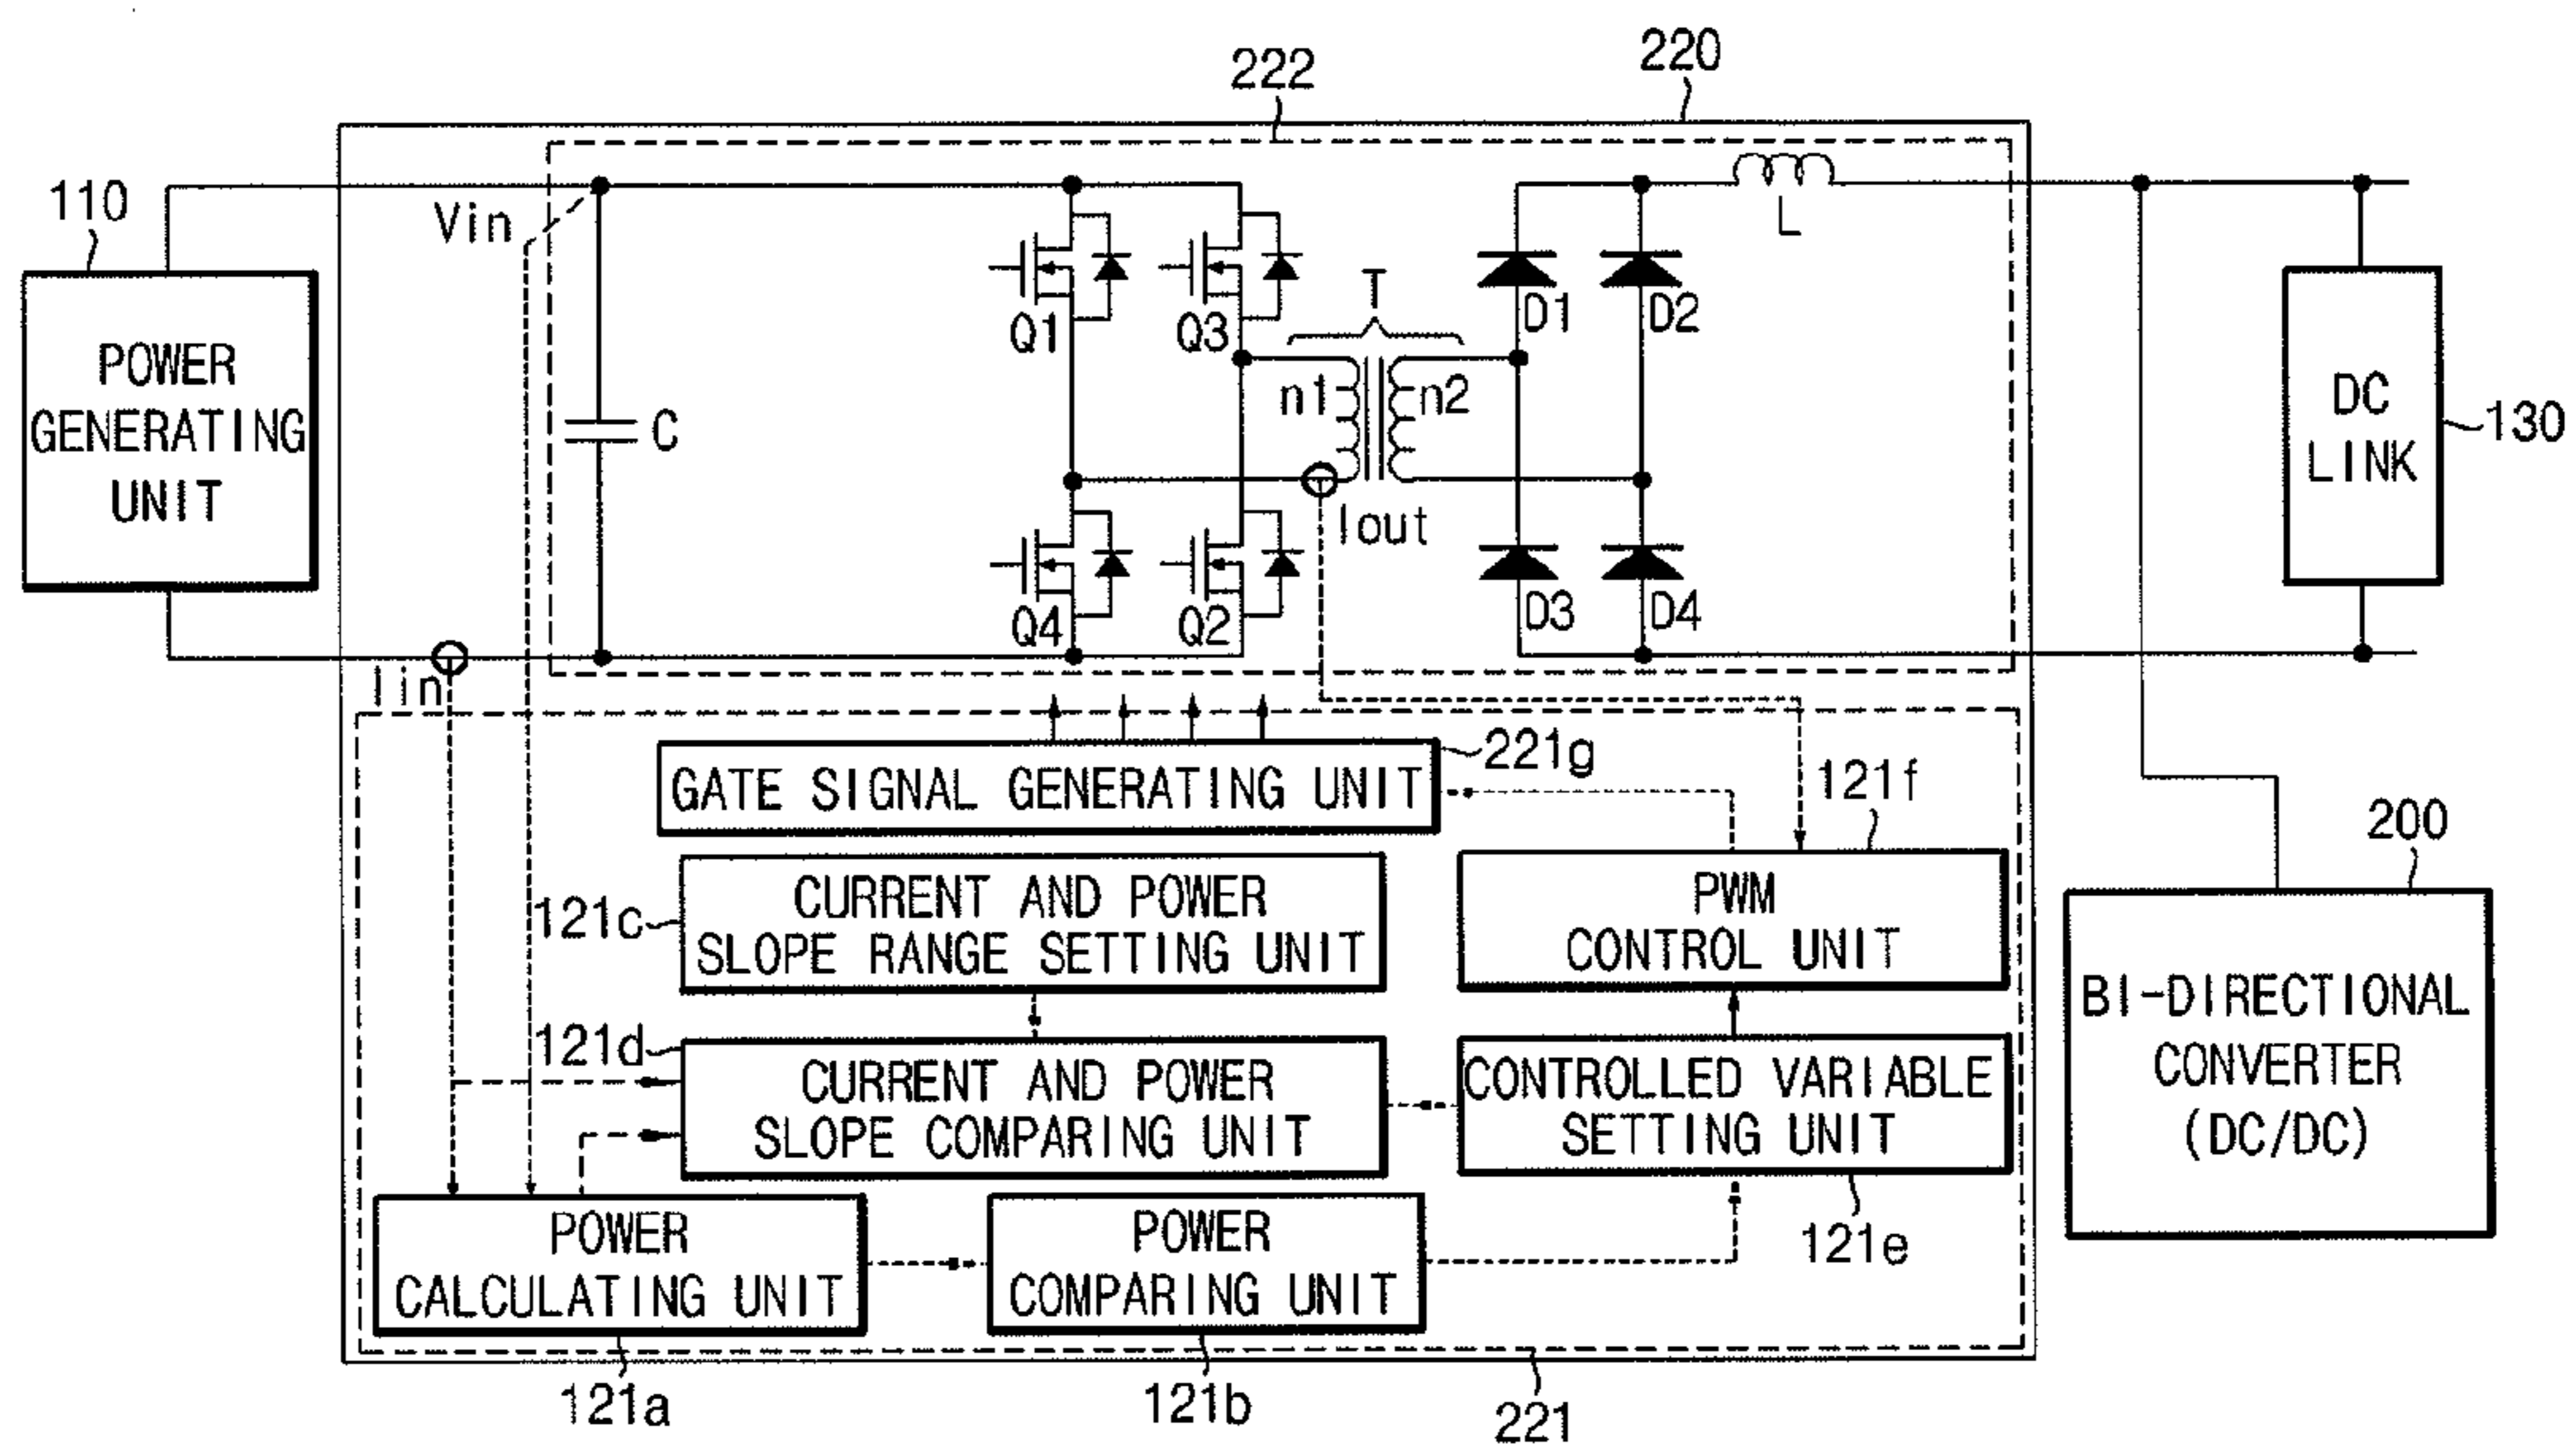 220
222
110
Vin
POWER
GENERATING
UNIT
C
Q1
Q3
T
D1
D2
L
n1
n2
DC
LINK
130
Iout
Q4
Q2
D3
D4
Iin
GATE SIGNAL GENERATING UNIT
221g
121f
200
121c
CURRENT AND POWER
SLOPE RANGE SETTING UNIT
PWM
CONTROL UNIT
BI-DIRECTIONAL
CONVERTER
(DC/DC)
121d
CURRENT AND POWER
SLOPE COMPARING UNIT
CONTROLLED VARIABLE
SETTING UNIT
121e
POWER
CALCULATING UNIT
POWER
COMPARING UNIT
121a
121b
221